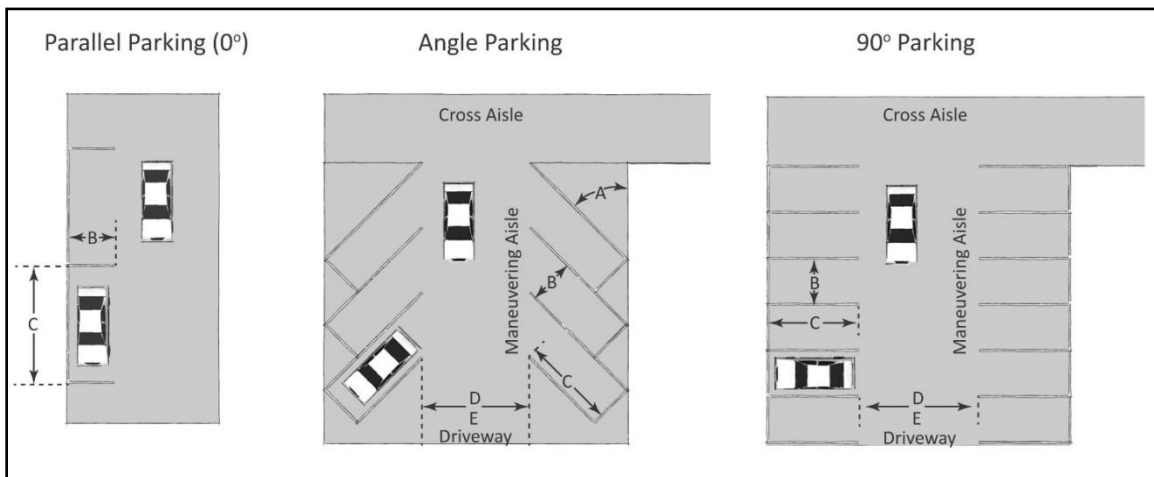 Parallel Parking (0°)
B
C
Angle Parking
Cross Aisle
A
Maneuvering Aisle
B
C
D
E
Driveway
90° Parking
Cross Aisle
Maneuvering Aisle
B
C
D
E
Driveway